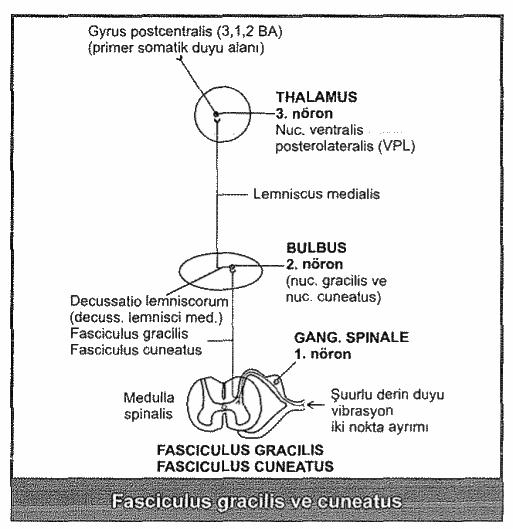 Gyrus postcentralis (3,1,2 BA)
(primer somatik duyu alanı)
THALAMUS
3. nöron
Nuc. ventralis
posterolateralis (VPL)
Lemniscus medialis
BULBUS
2. nöron
(nuc. gracilis ve
nuc. cuneatus)
Decussatio lemniscorum
(decuss. lemnisci med.)
Fasciculus gracilis
Fasciculus cuneatus
GANG. SPINALE
1. nöron
Medulla
spinalis
Şuurlu derin duyu
vibrasyon
iki nokta ayrımı
FASCICULUS GRACILIS
FASCICULUS CUNEATUS
Fasciculus gracilis ve cuneatus